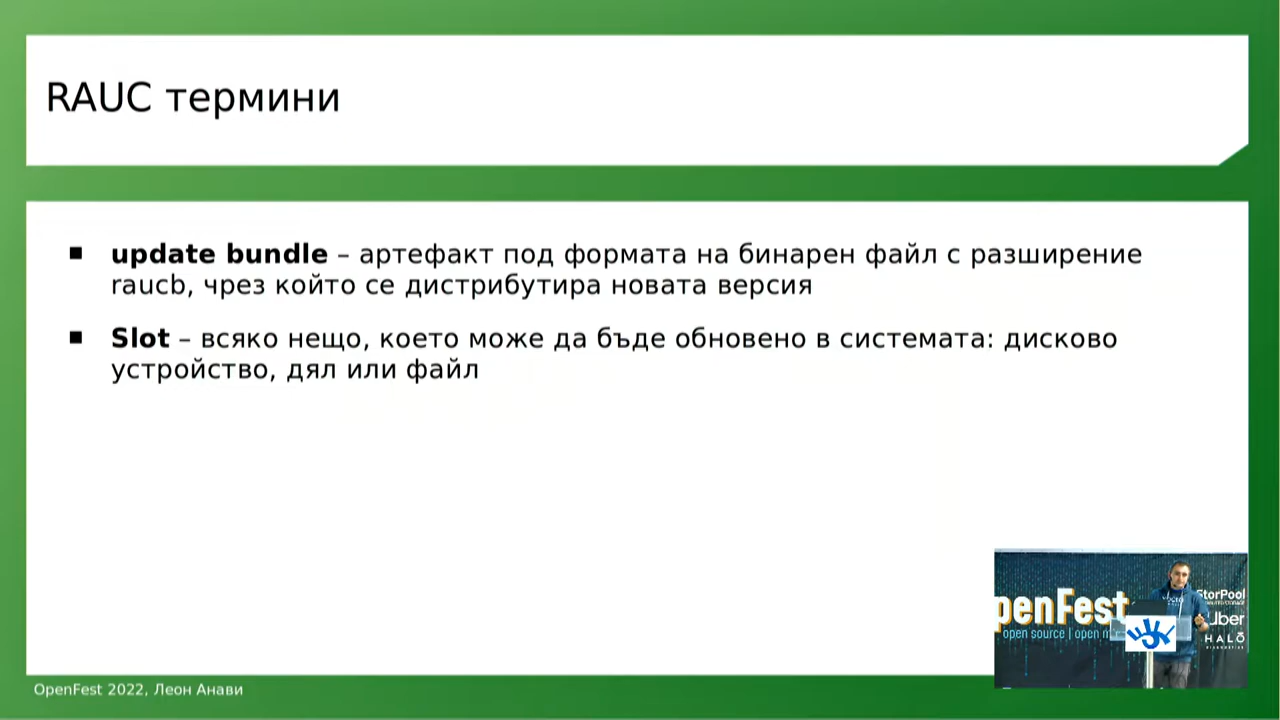 RAUC термини
update bundle – артефакт под формата на бинарен файл с разширение
raucb, чрез който се дистрибутира новата версия
Slot – всяко нещо, което може да бъде обновено в системата: дисково
устройство, дял или файл
penFest
open source | open
StorPool
Uber
HALO
OpenFest 2022, Леон Анави